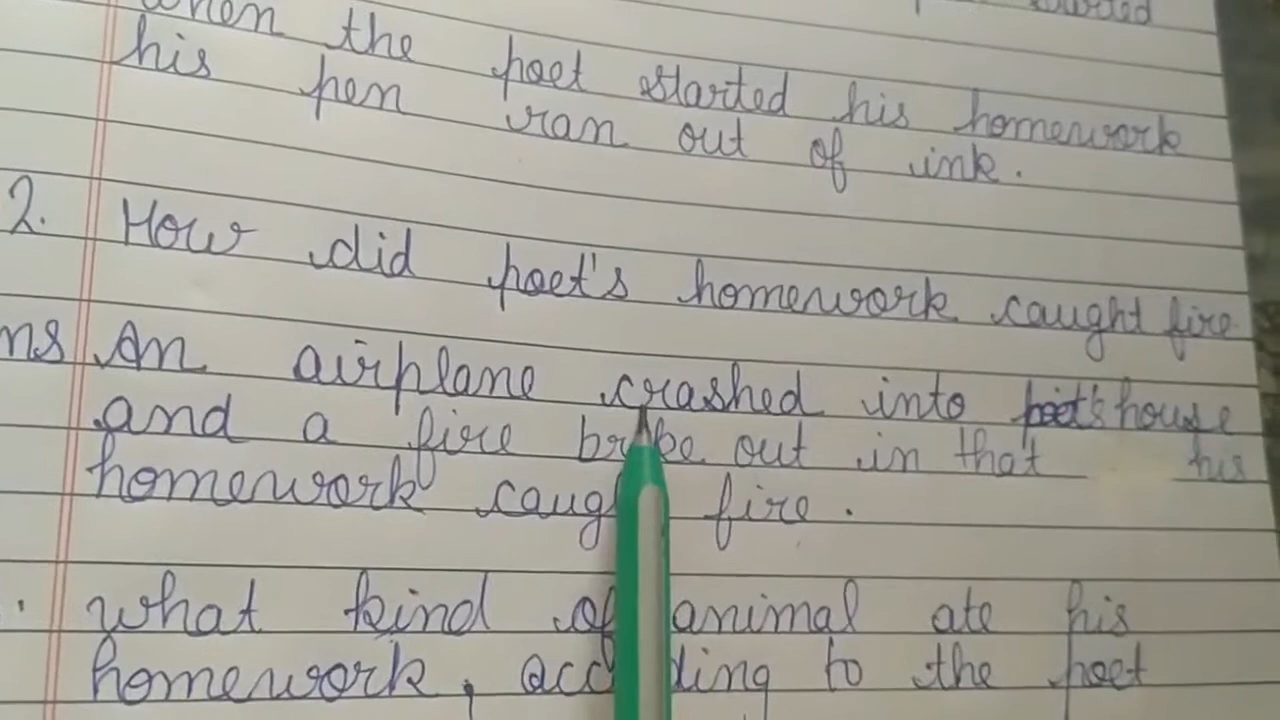 When the poet started his homework
his pen ran out of ink.
2. How did poet's homework caught fire
ns An airplane crashed into poet's house
and a fire broke out in that his
homework caught fire.
. what kind of animal ate his
homework, according to the poet